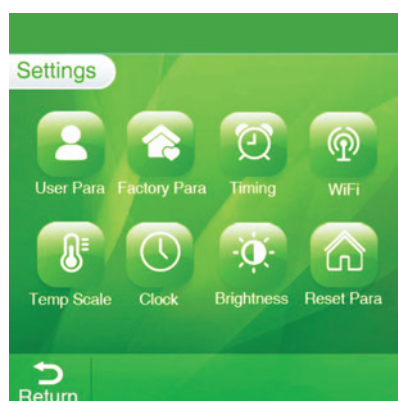 Settings
User Para Factory Para Timing WiFi
Temp Scale Clock Brightness Reset Para
Return